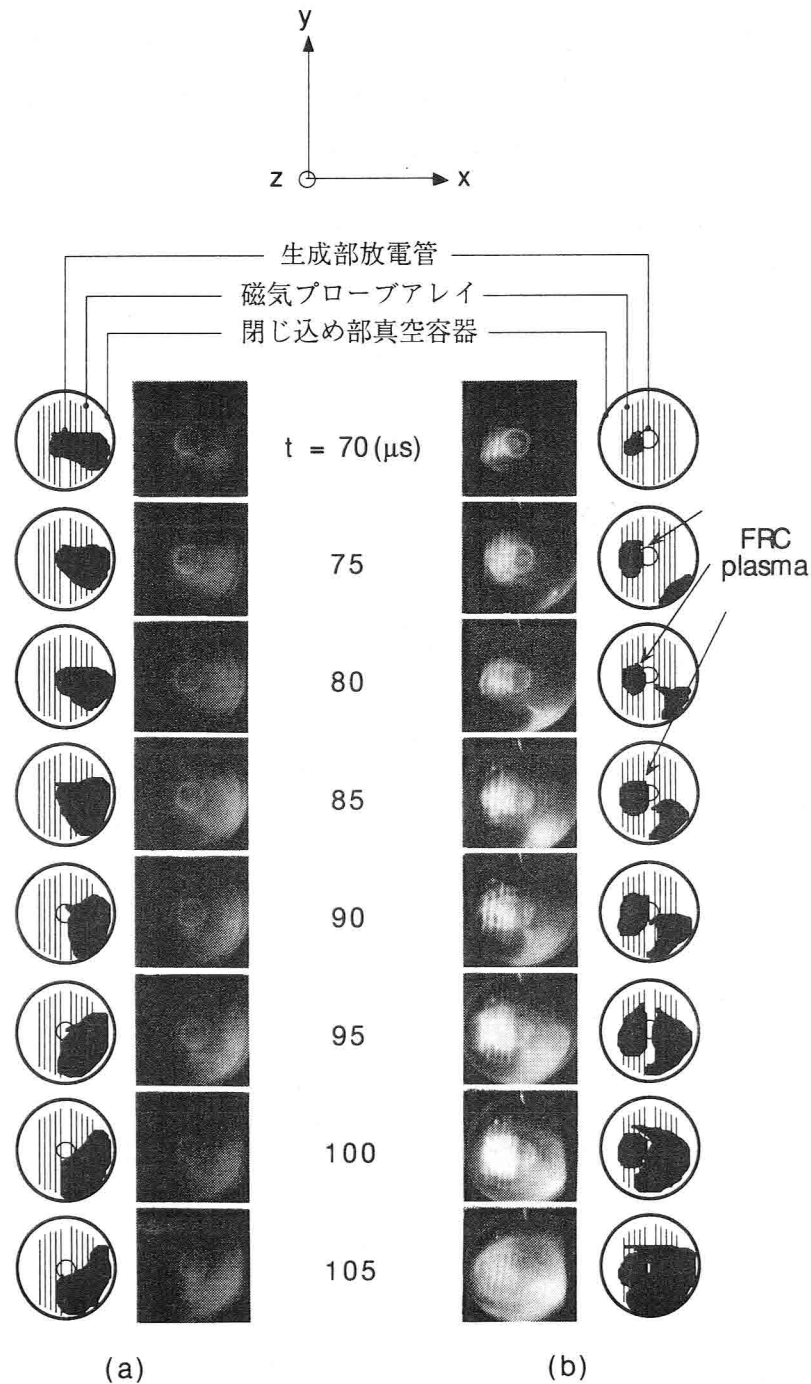 y
z
x
生成部放電管
磁気プローブアレイ
閉じ込め部真空容器
t = 70 (μs)
75
FRC
plasma
80
85
90
95
100
105
(a)
(b)